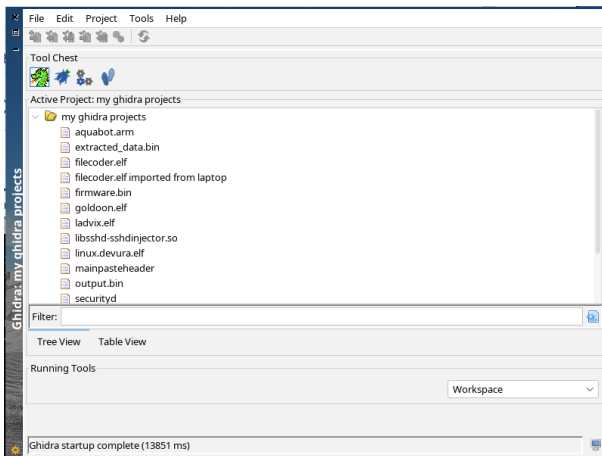 File Edit Project Tools Help
Tool Chest
Active Project: my ghidra projects
my ghidra projects
aquabot.arm
extracted_data.bin
filecoder.elf
filecoder.elf imported from laptop
firmware.bin
goldoon.elf
ladvix.elf
libsshd-sshdinjector.so
linux.devura.elf
mainpasteheader
output.bin
securityd
Filter:
Tree View Table View
Running Tools
Workspace
Ghidra startup complete (13851 ms)
Ghidra: my ghidra projects